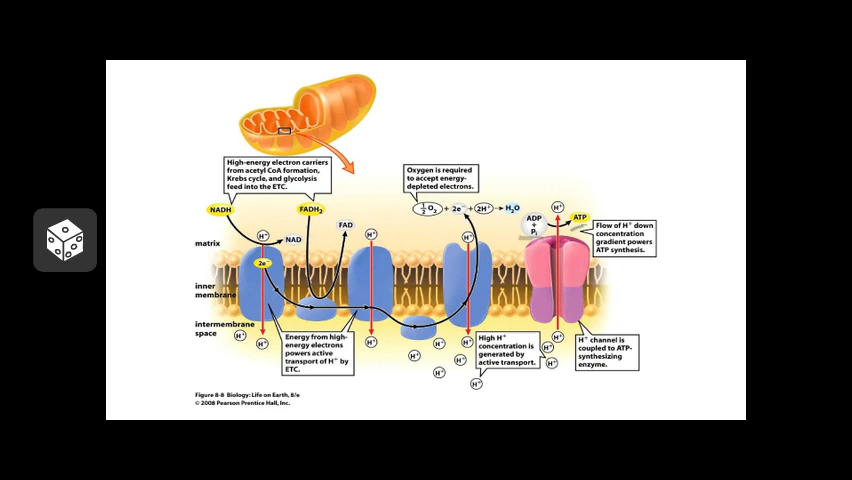 High-energy electron carriers
from acetyl CoA formation,
Krebs cycle, and glycolysis
feed into the ETC.
Oxygen is required
to accept energy-
depleted electrons.
NADH
FADH₂
½ O₂ + 2e⁻ + 2H⁺ → H₂O
H⁺
ADP
+
Pᵢ
ATP
Flow of H⁺ down
concentration
gradient powers
ATP synthesis.
FAD
NAD
H⁺
H⁺
H⁺
matrix
2e⁻
inner
membrane
intermembrane
space
H⁺
H⁺
H⁺
H⁺
H⁺
H⁺
H⁺
H⁺
H⁺
H⁺
H⁺
H⁺
Energy from high-
energy electrons
powers active
transport of H⁺ by
ETC.
High H⁺
concentration is
generated by
active transport.
H⁺ channel is
coupled to ATP-
synthesizing
enzyme.
Figure 8-8 Biology: Life on Earth, 8/e
© 2008 Pearson Prentice Hall, Inc.